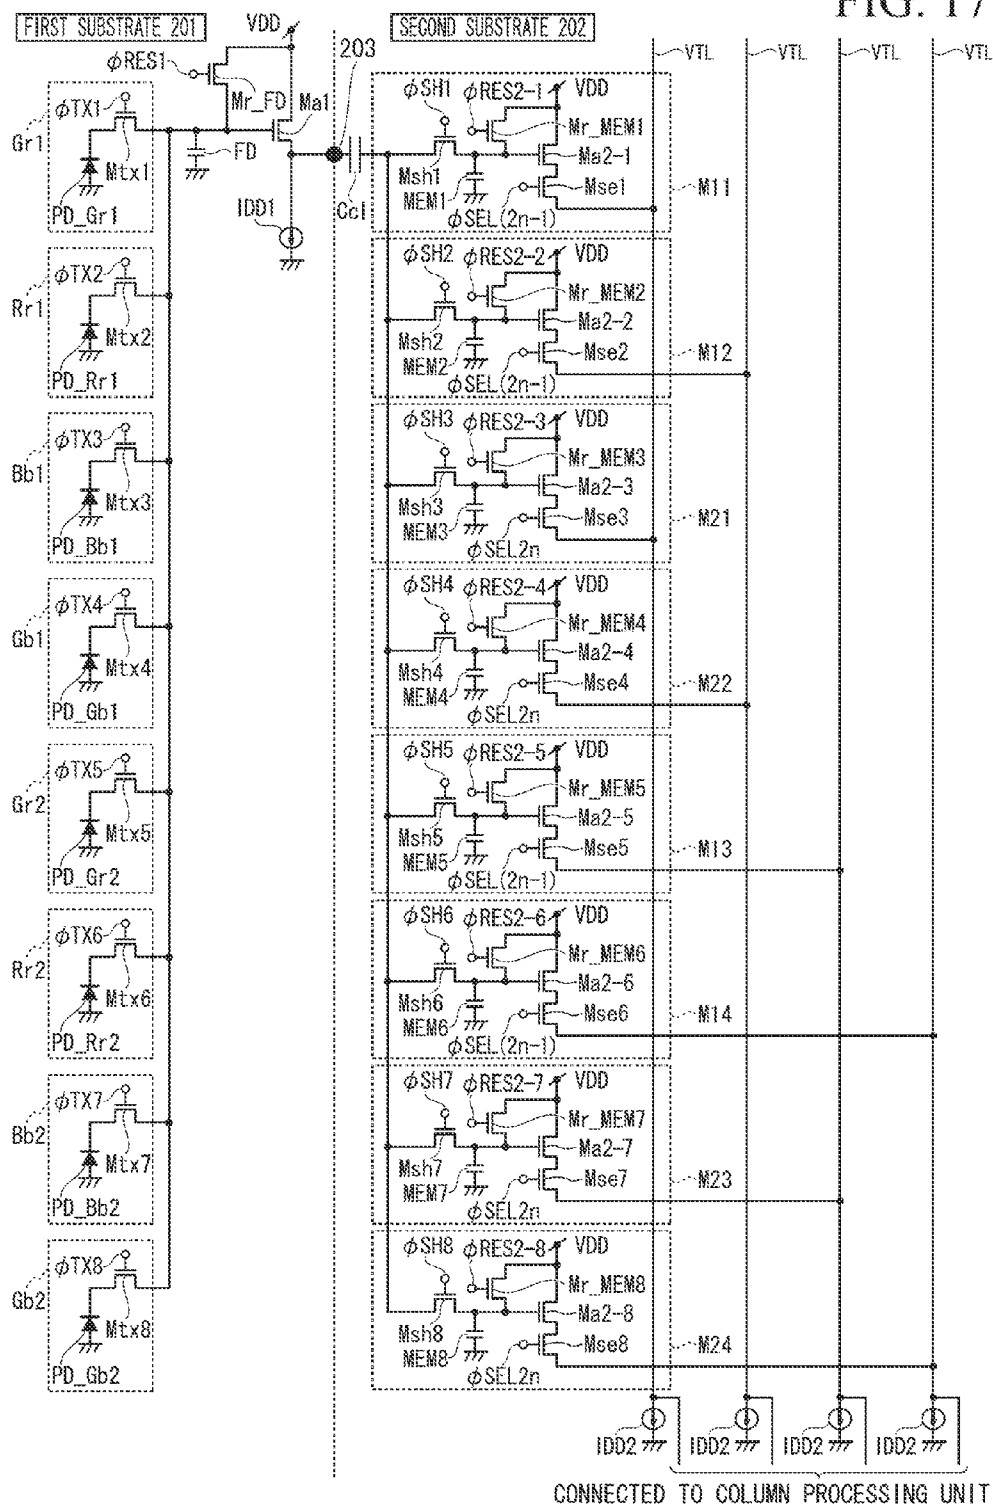 FIG. 17
FIRST SUBSTRATE 201
VDD
203
SECOND SUBSTRATE 202
VTL
VTL
VTL
VTL
φRES1
Mr_FD
Ma1
FD
IDD1
Ccl
Gr1
φTX1
Mtx1
PD_Gr1
Rr1
φTX2
Mtx2
PD_Rr1
Bb1
φTX3
Mtx3
PD_Bb1
Gb1
φTX4
Mtx4
PD_Gb1
Gr2
φTX5
Mtx5
PD_Gr2
Rr2
φTX6
Mtx6
PD_Rr2
Bb2
φTX7
Mtx7
PD_Bb2
Gb2
φTX8
Mtx8
PD_Gb2
φSH1
φRES2-1
VDD
Mr_MEM1
Ma2-1
Msh1
MEM1
Mse1
M11
φSEL(2n-1)
φSH2
φRES2-2
VDD
Mr_MEM2
Ma2-2
Msh2
MEM2
Mse2
M12
φSEL(2n-1)
φSH3
φRES2-3
VDD
Mr_MEM3
Ma2-3
Msh3
MEM3
Mse3
M21
φSEL2n
φSH4
φRES2-4
VDD
Mr_MEM4
Ma2-4
Msh4
MEM4
Mse4
M22
φSEL2n
φSH5
φRES2-5
VDD
Mr_MEM5
Ma2-5
Msh5
MEM5
Mse5
M13
φSEL(2n-1)
φSH6
φRES2-6
VDD
Mr_MEM6
Ma2-6
Msh6
MEM6
Mse6
M14
φSEL(2n-1)
φSH7
φRES2-7
VDD
Mr_MEM7
Ma2-7
Msh7
MEM7
Mse7
M23
φSEL2n
φSH8
φRES2-8
VDD
Mr_MEM8
Ma2-8
Msh8
MEM8
Mse8
M24
φSEL2n
IDD2
IDD2
IDD2
IDD2
CONNECTED TO COLUMN PROCESSING UNIT